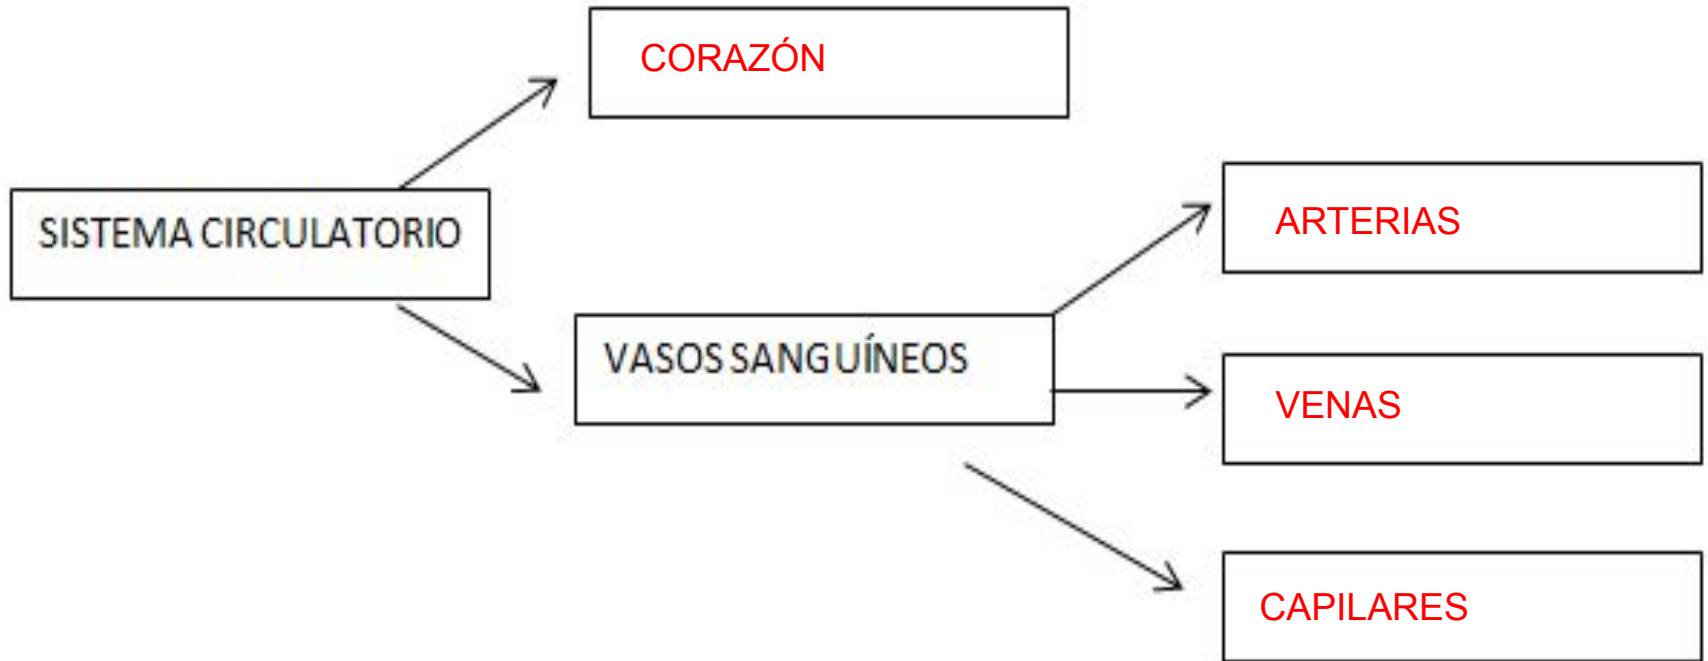 CORAZÓN
SISTEMA CIRCULATORIO
ARTERIAS
VASOS SANGUÍNEOS
VENAS
CAPILARES